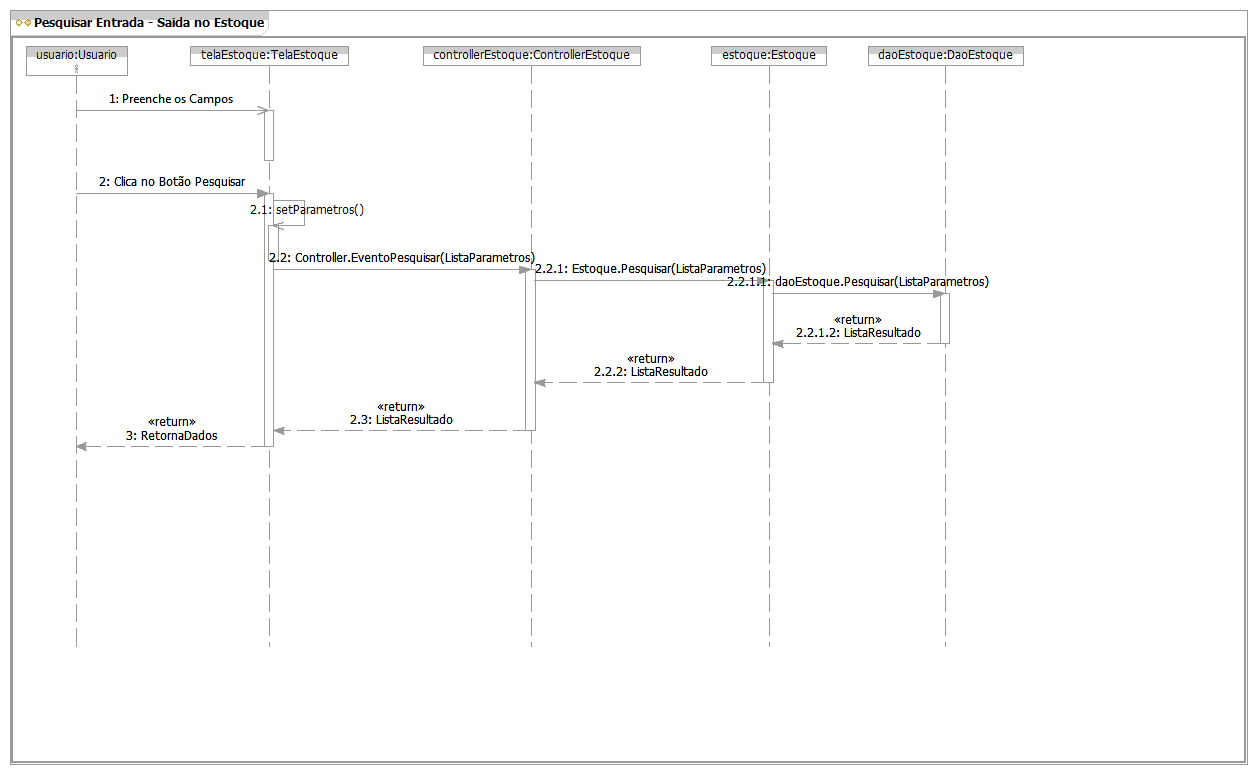 Pesquisar Entrada - Saida no Estoque
usuario:Usuario
telaEstoque:TelaEstoque
controllerEstoque:ControllerEstoque
estoque:Estoque
daoEstoque:DaoEstoque
1: Preenche os Campos
2: Clica no Botão Pesquisar
2.1: setParametros()
2.2: Controller.EventoPesquisar(ListaParametros)
2.2.1: Estoque.Pesquisar(ListaParametros)
2.2.1.1: daoEstoque.Pesquisar(ListaParametros)
«return»
2.2.1.2: ListaResultado
«return»
2.2.2: ListaResultado
«return»
2.3: ListaResultado
«return»
3: RetornaDados